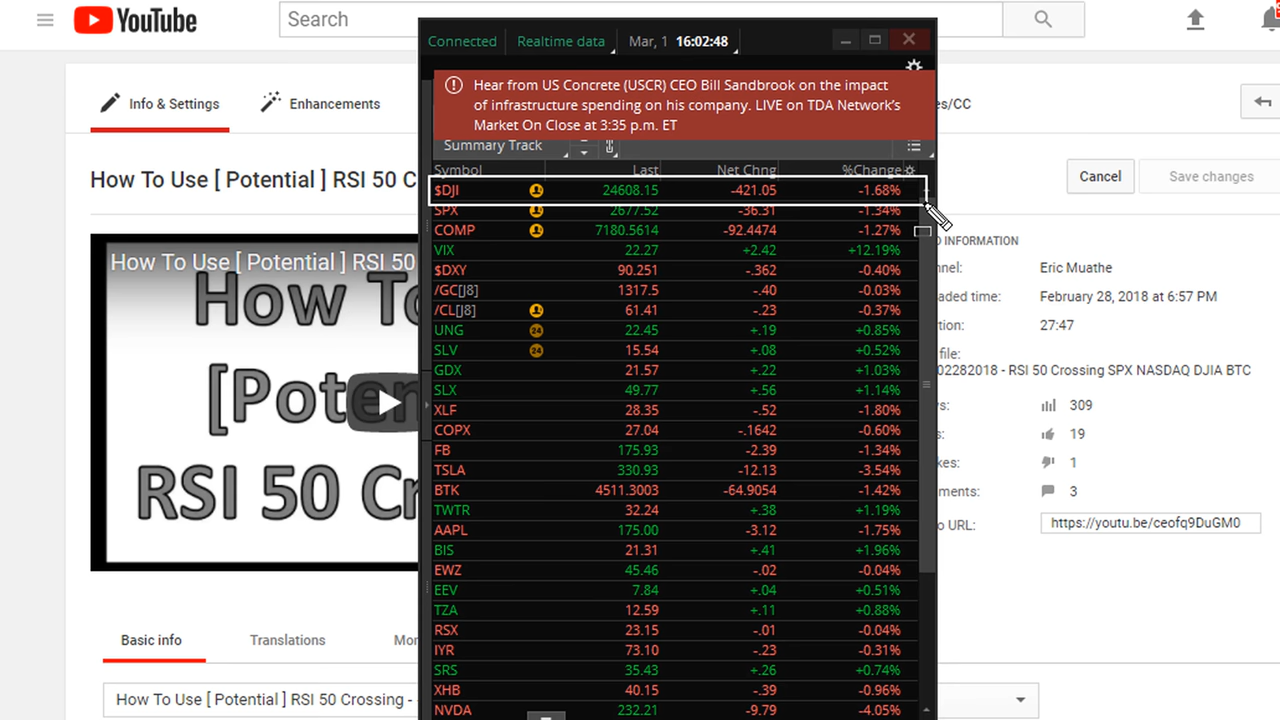 YouTube
Search
Connected Realtime data Mar, 1 16:02:48
Hear from US Concrete (USCR) CEO Bill Sandbrook on the impact
of infrastructure spending on his company. LIVE on TDA Network's
Market On Close at 3:35 p.m. ET
Info & Settings Enhancements
es/CC
Summary Track
How To Use [ Potential ] RSI 50 C
Cancel Save changes
Symbol Last Net Chng %Change
$DJI 24608.15 -421.05 -1.68%
SPX 2677.52 -36.31 -1.34%
COMP 7180.5614 -92.4474 -1.27%
VIX 22.27 +2.42 +12.19%
$DXY 90.251 -.362 -0.40%
/GC[J8] 1317.5 -.40 -0.03%
/CL[J8] 61.41 -.23 -0.37%
UNG 24 22.45 +.19 +0.85%
SLV 24 15.54 +.08 +0.52%
GDX 21.57 +.22 +1.03%
SLX 49.77 +.56 +1.14%
XLF 28.35 -.52 -1.80%
COPX 27.04 -.1642 -0.60%
FB 175.93 -2.39 -1.34%
TSLA 330.93 -12.13 -3.54%
BTK 4511.3003 -64.9054 -1.42%
TWTR 32.24 +.38 +1.19%
AAPL 175.00 -3.12 -1.75%
BIS 21.31 +.41 +1.96%
EWZ 45.46 -.02 -0.04%
EEV 7.84 +.04 +0.51%
TZA 12.59 +.11 +0.88%
RSX 23.15 -.01 -0.04%
IYR 73.10 -.23 -0.31%
SRS 35.43 +.26 +0.74%
XHB 40.15 -.39 -0.96%
NVDA 232.21 -9.79 -4.05%
How To Use [ Potential ] RSI 50
How To
[Poten
RSI 50 Cr
O INFORMATION
nnel: Eric Muathe
aded time: February 28, 2018 at 6:57 PM
tion: 27:47
file:
02282018 - RSI 50 Crossing SPX NASDAQ DJIA BTC
s: 309
s: 19
kes: 1
ments: 3
o URL: https://youtu.be/ceofq9DuGM0
Basic info Translations Mor
How To Use [ Potential ] RSI 50 Crossing -